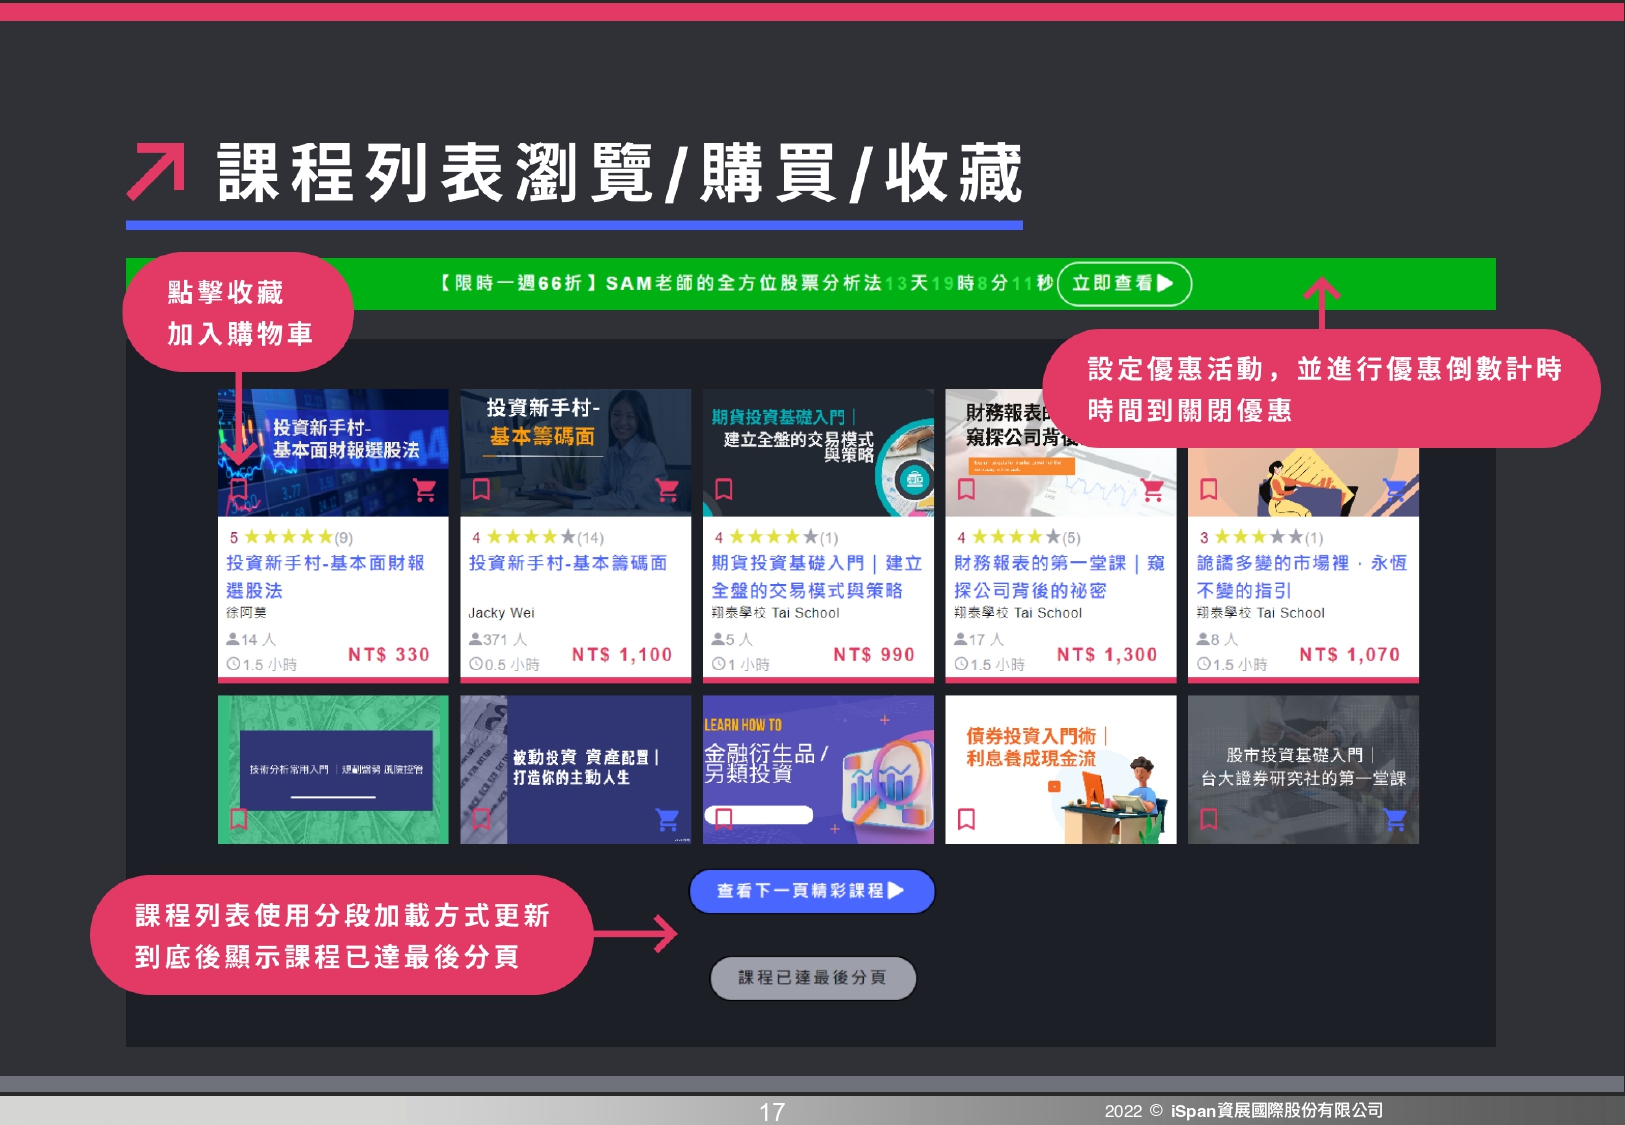 課程列表瀏覽/購買/收藏
點擊收藏
加入購物車
【限時一週66折】SAM老師的全方位股票分析法13天19時8分11秒 立即查看▶
設定優惠活動，並進行優惠倒數計時
時間到關閉優惠
投資新手村-
基本面財報選股法
投資新手村-
基本籌碼面
期貨投資基礎入門｜
建立全盤的交易模式
與策略
財務報表
窺探公司背後
5 ★★★★★(9)
投資新手村-基本面財報
選股法
徐阿莫
14 人
1.5 小時
NT$ 330
4 ★★★★★(14)
投資新手村-基本籌碼面
Jacky Wei
371 人
0.5 小時
NT$ 1,100
4 ★★★★★(1)
期貨投資基礎入門｜建立
全盤的交易模式與策略
翔泰學校 Tai School
5 人
1 小時
NT$ 990
4 ★★★★★(5)
財務報表的第一堂課｜窺
探公司背後的祕密
翔泰學校 Tai School
17 人
1.5 小時
NT$ 1,300
3 ★★★★★(1)
詭譎多變的市場裡，永恆
不變的指引
翔泰學校 Tai School
8 人
1.5 小時
NT$ 1,070
技術分析常用入門｜規劃盤勢 風險控管
被動投資 資產配置｜
打造你的主動人生
LEARN HOW TO
金融衍生品 /
另類投資
債券投資入門術｜
利息養成現金流
股市投資基礎入門｜
台大證券研究社的第一堂課
查看下一頁精彩課程▶
課程列表使用分段加載方式更新
到底後顯示課程已達最後分頁
課程已達最後分頁
17
2022 © iSpan資展國際股份有限公司